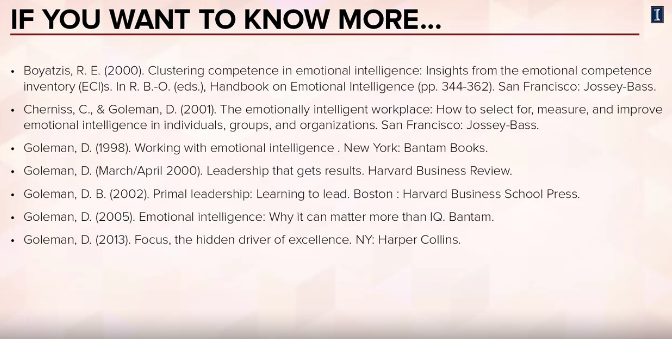 IF YOU WANT TO KNOW MORE...
I
• Boyatzis, R. E. (2000). Clustering competence in emotional intelligence: Insights from the emotional competence
inventory (ECI)s. In R. B.-O. (eds.), Handbook on Emotional Intelligence (pp. 344-362). San Francisco: Jossey-Bass.
• Cherniss, C., & Goleman, D. (2001). The emotionally intelligent workplace: How to select for, measure, and improve
emotional intelligence in individuals, groups, and organizations. San Francisco: Jossey-Bass.
• Goleman, D. (1998). Working with emotional intelligence . New York: Bantam Books.
• Goleman, D. (March/April 2000). Leadership that gets results. Harvard Business Review.
• Goleman, D. B. (2002). Primal leadership: Learning to lead. Boston : Harvard Business School Press.
• Goleman, D. (2005). Emotional intelligence: Why it can matter more than IQ. Bantam.
• Goleman, D. (2013). Focus, the hidden driver of excellence. NY: Harper Collins.